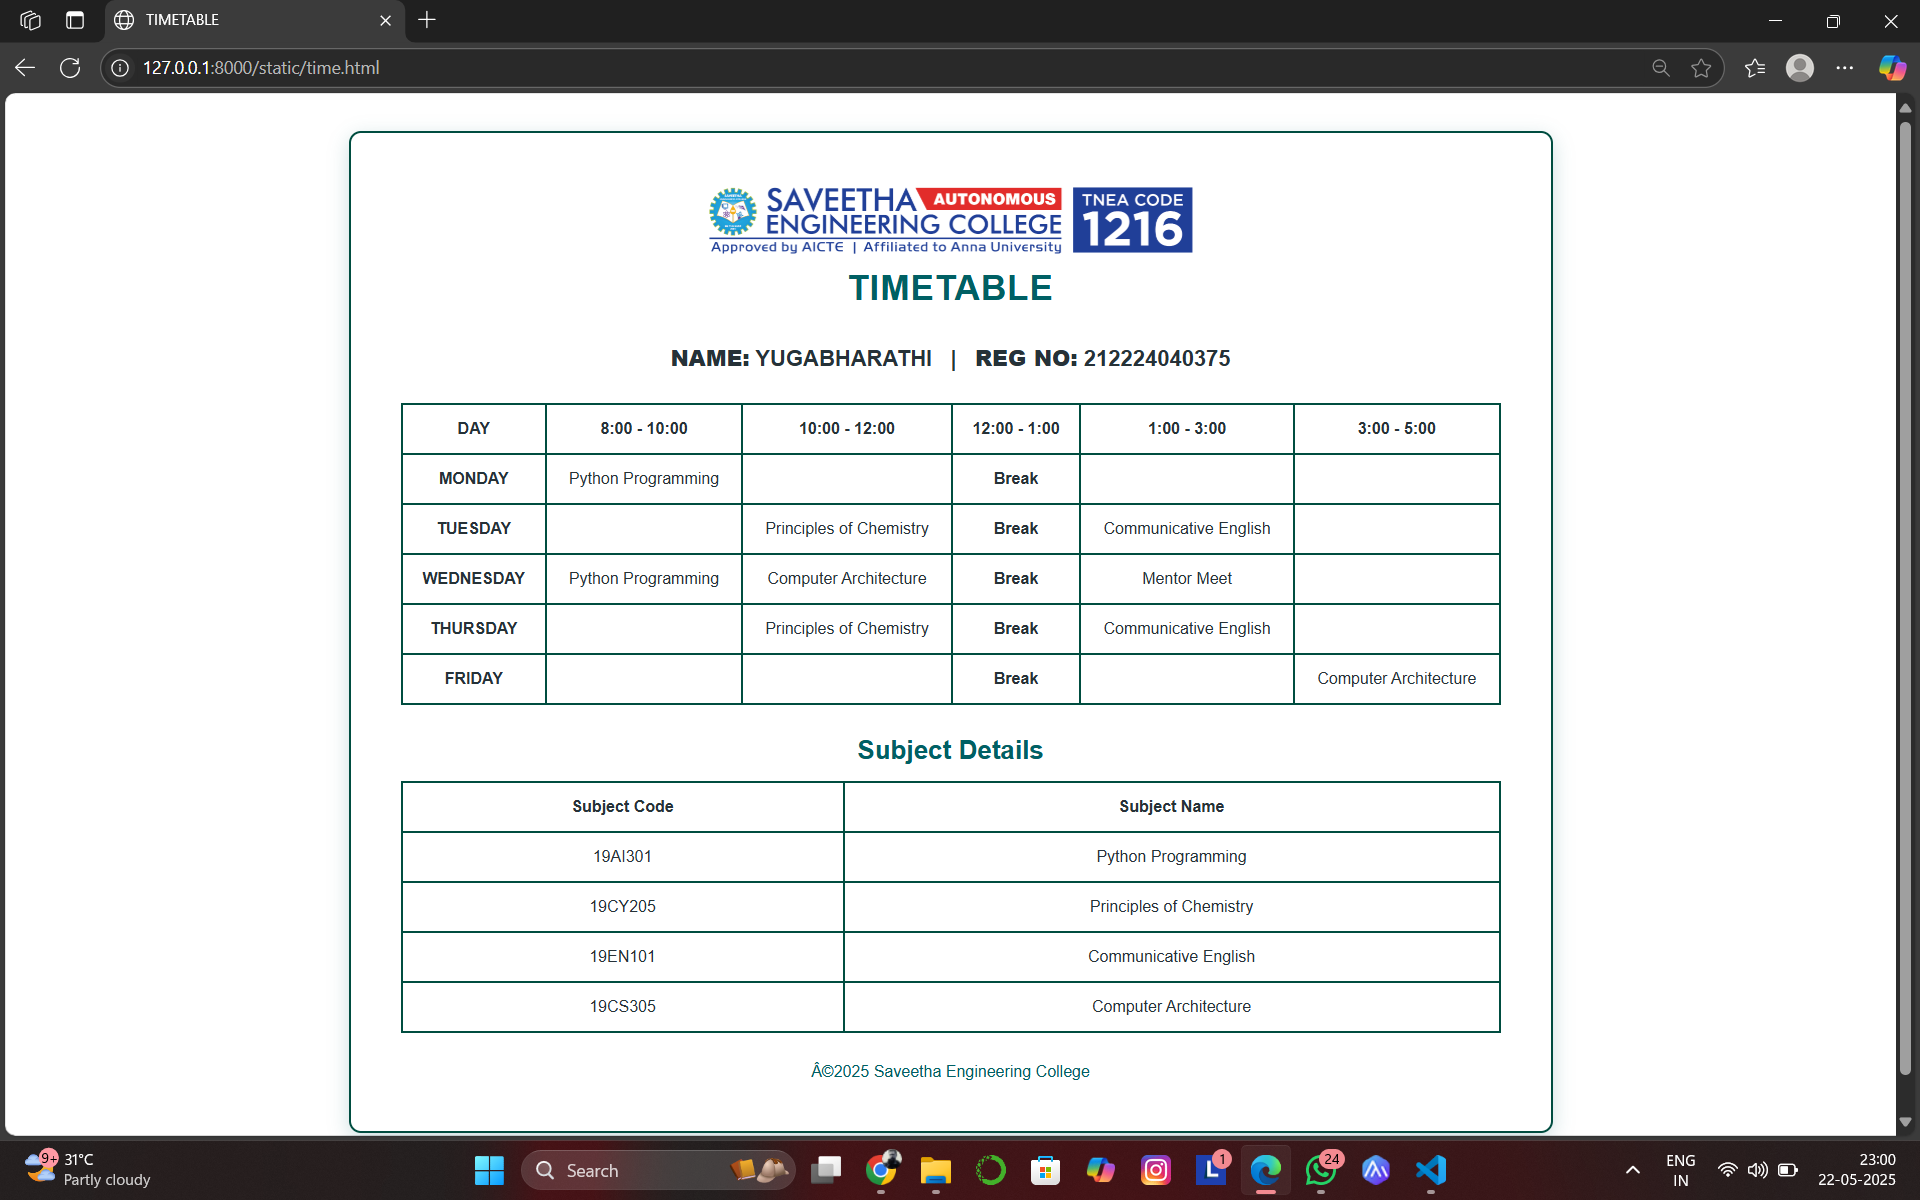 TIMETABLE
127.0.0.1:8000/static/time.html
SAVEETHA AUTONOMOUS
ENGINEERING COLLEGE
Approved by AICTE | Affiliated to Anna University
TNEA CODE
1216
TIMETABLE
NAME: YUGABHARATHI | REG NO: 212224040375
DAY 8:00 - 10:00 10:00 - 12:00 12:00 - 1:00 1:00 - 3:00 3:00 - 5:00
MONDAY Python Programming Break
TUESDAY Principles of Chemistry Break Communicative English
WEDNESDAY Python Programming Computer Architecture Break Mentor Meet
THURSDAY Principles of Chemistry Break Communicative English
FRIDAY Break Computer Architecture
Subject Details
Subject Code Subject Name
19AI301 Python Programming
19CY205 Principles of Chemistry
19EN101 Communicative English
19CS305 Computer Architecture
Â©2025 Saveetha Engineering College
9+
31°C
Partly cloudy
Search
L
1
24
ENG
IN
23:00
22-05-2025